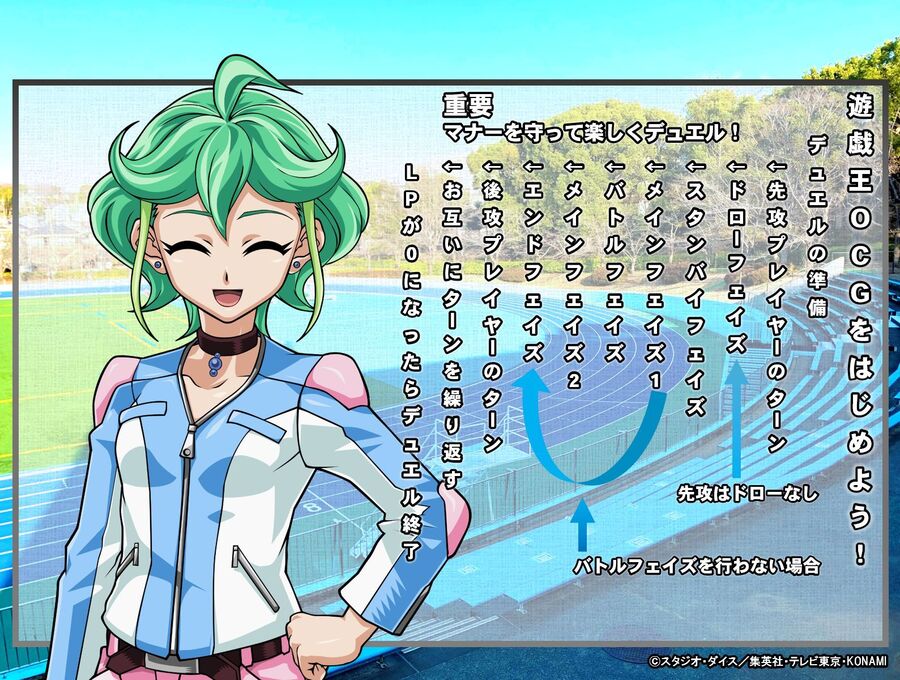 遊戯王OCGをはじめよう!
デュエルの準備
←先攻プレイヤーのターン
←ドローフェイズ
←スタンバイフェイズ
←メインフェイズ1
←バトルフェイズ
←メインフェイズ2
←エンドフェイズ
←後攻プレイヤーのターン
←お互いにターンを繰り返す
LPが0になったらデュエル終了
重要
マナーを守って楽しくデュエル!
先攻はドローなし
バトルフェイズを行わない場合
©スタジオ・ダイス/集英社・テレビ東京・KONAMI